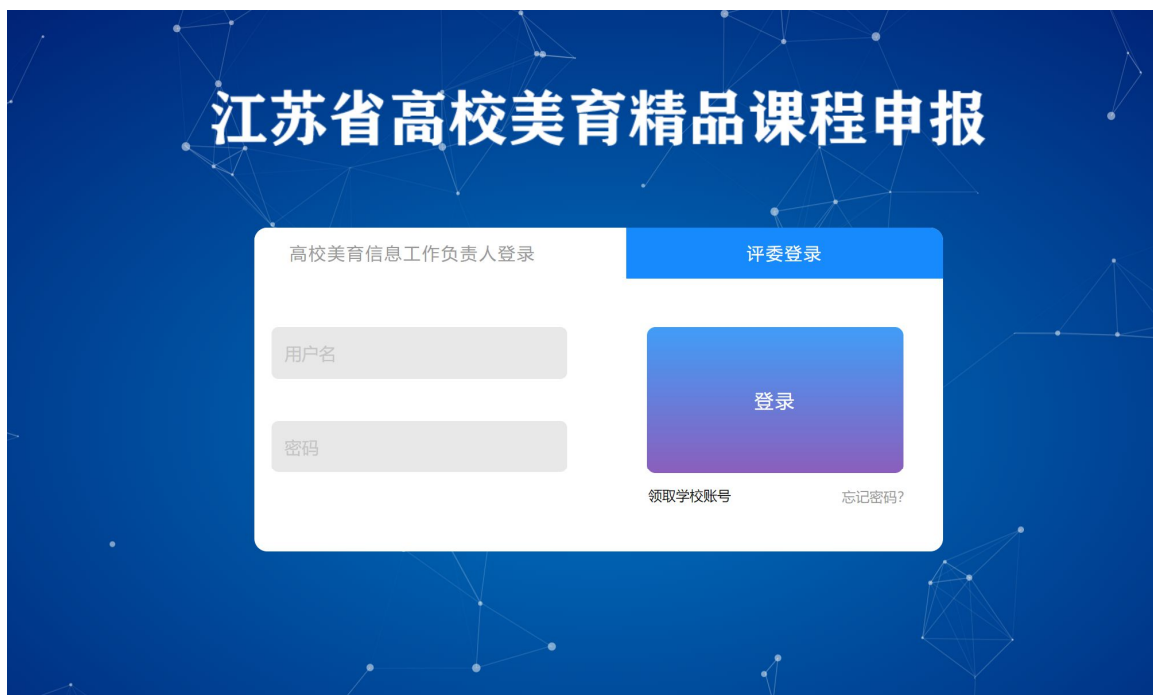 江苏省高校美育精品课程申报
高校美育信息工作负责人登录
评委登录
用户名
密码
登录
领取学校账号
忘记密码?